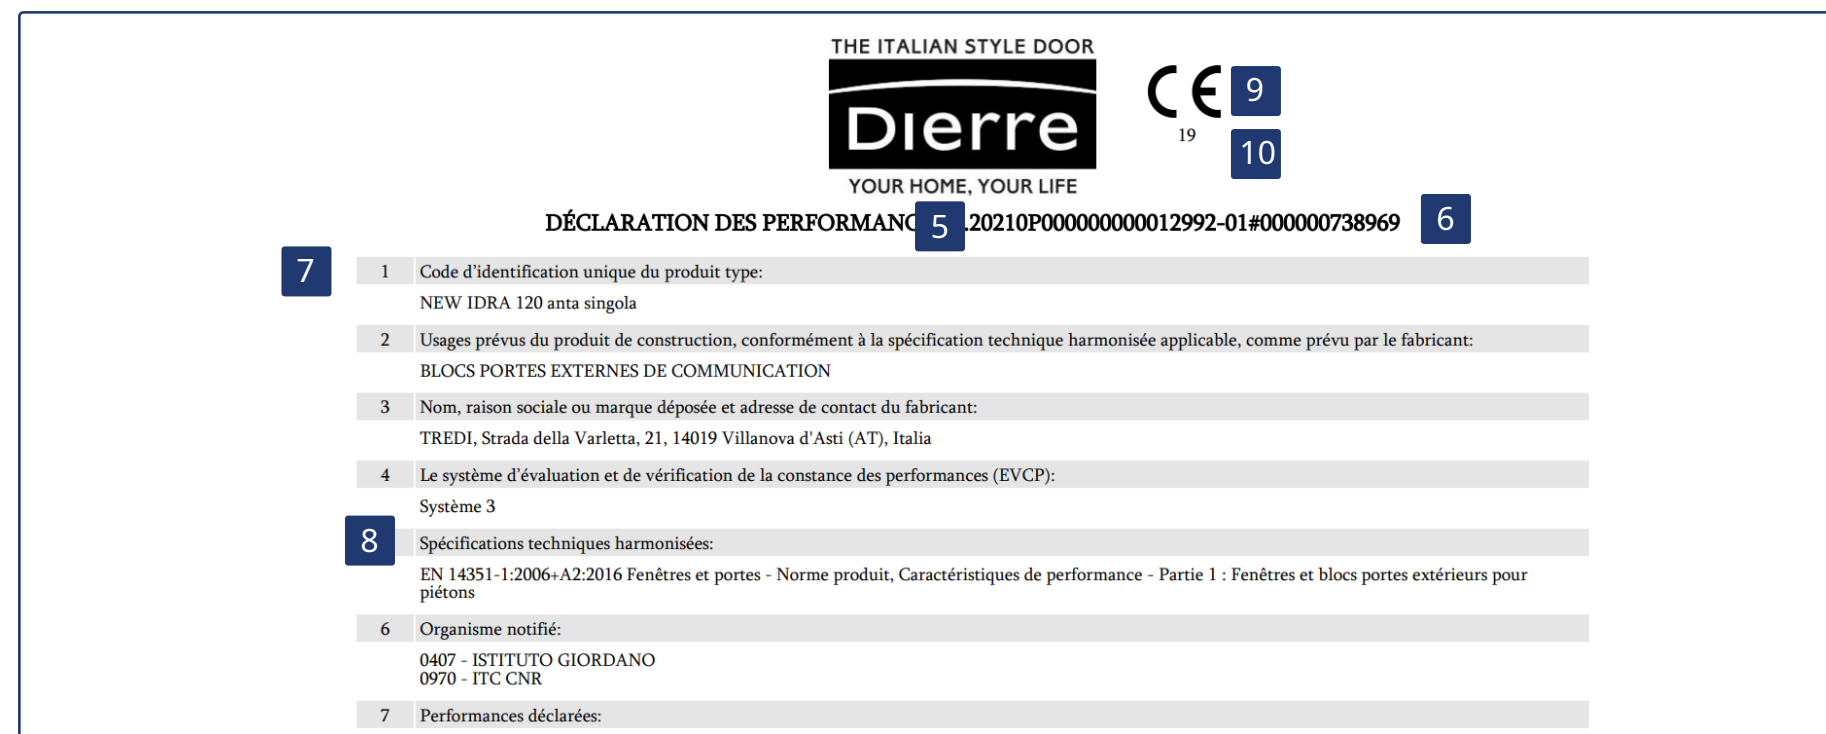 THE ITALIAN STYLE DOOR
Dierre
CE 9
19
10
YOUR HOME, YOUR LIFE
DÉCLARATION DES PERFORMANC 5 .20210P000000000012992-01#000000738969 6
7
1 Code d'identification unique du produit type:
NEW IDRA 120 anta singola
2 Usages prévus du produit de construction, conformément à la spécification technique harmonisée applicable, comme prévu par le fabricant:
BLOCS PORTES EXTERNES DE COMMUNICATION
3 Nom, raison sociale ou marque déposée et adresse de contact du fabricant:
TREDI, Strada della Varletta, 21, 14019 Villanova d'Asti (AT), Italia
4 Le système d'évaluation et de vérification de la constance des performances (EVCP):
Système 3
8 Spécifications techniques harmonisées:
EN 14351-1:2006+A2:2016 Fenêtres et portes - Norme produit, Caractéristiques de performance - Partie 1 : Fenêtres et blocs portes extérieurs pour
piétons
6 Organisme notifié:
0407 - ISTITUTO GIORDANO
0970 - ITC CNR
7 Performances déclarées: